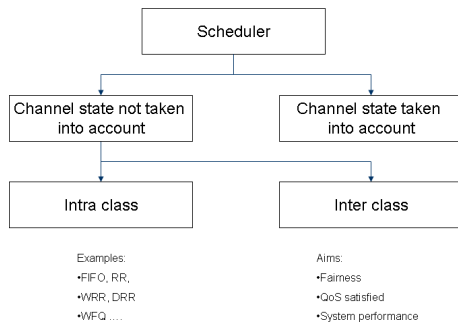 Scheduler
Channel state not taken
into account
Channel state taken
into account
Intra class
Inter class
Examples:
•FIFO, RR,
•WRR, DRR
•WFQ ….
Aims:
•Fairness
•QoS satisfied
•System performance